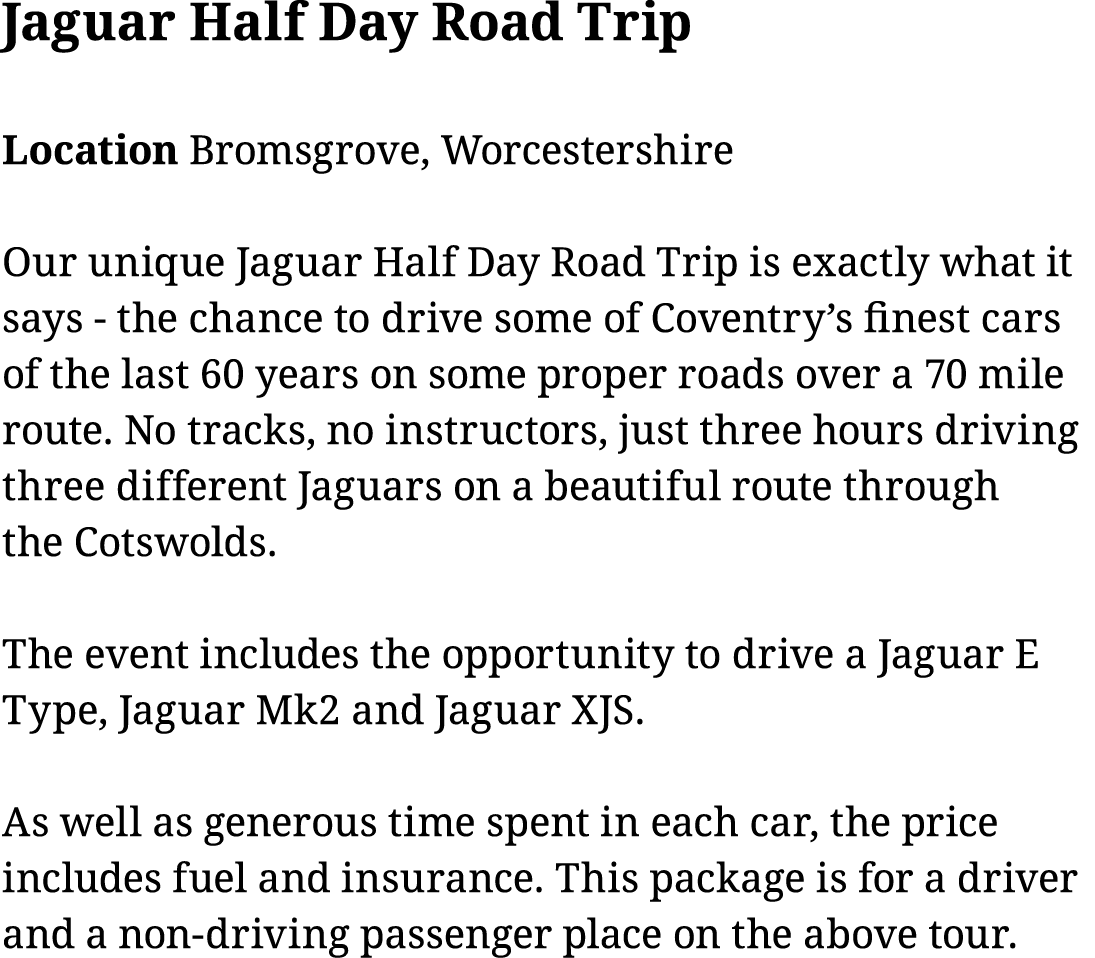 Jaguar Half Day Road Trip
Location Bromsgrove, Worcestershire
Our unique Jaguar Half Day Road Trip is exactly what it
says - the chance to drive some of Coventry’s finest cars
of the last 60 years on some proper roads over a 70 mile
route. No tracks, no instructors, just three hours driving
three different Jaguars on a beautiful route through
the Cotswolds.
The event includes the opportunity to drive a Jaguar E
Type, Jaguar Mk2 and Jaguar XJS.
As well as generous time spent in each car, the price
includes fuel and insurance. This package is for a driver
and a non-driving passenger place on the above tour.